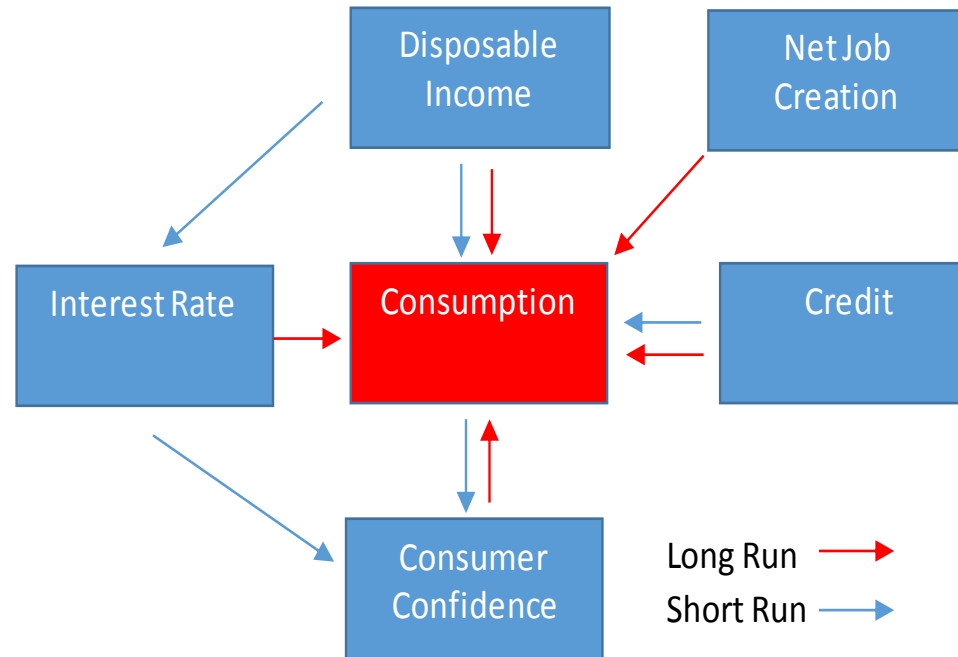 Disposable
Income
Net Job
Creation
Interest Rate
Consumption
Credit
Consumer
Confidence
Long Run
Short Run